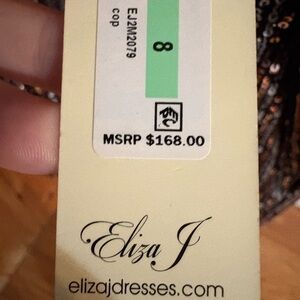 EJ2M2079
cop
8
MSRP $168.00
Eliza J
elizajdresses.com